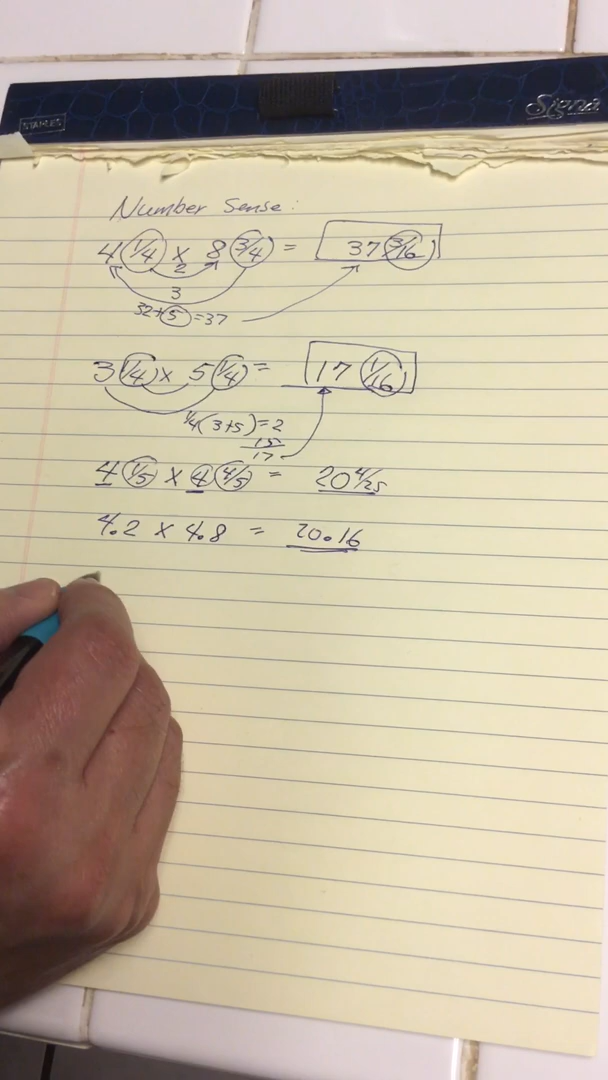 STAPLES
Signa
Number Sense:
4 1/4 x 8 3/4 = 37 3/16
2
3
32+5=37
3 1/4 x 5 1/4 = 17 1/16
1/4(3+5)=2
15
17
4 1/5 x 4 4/5 = 20 4/25
4.2 x 4.8 = 20.16